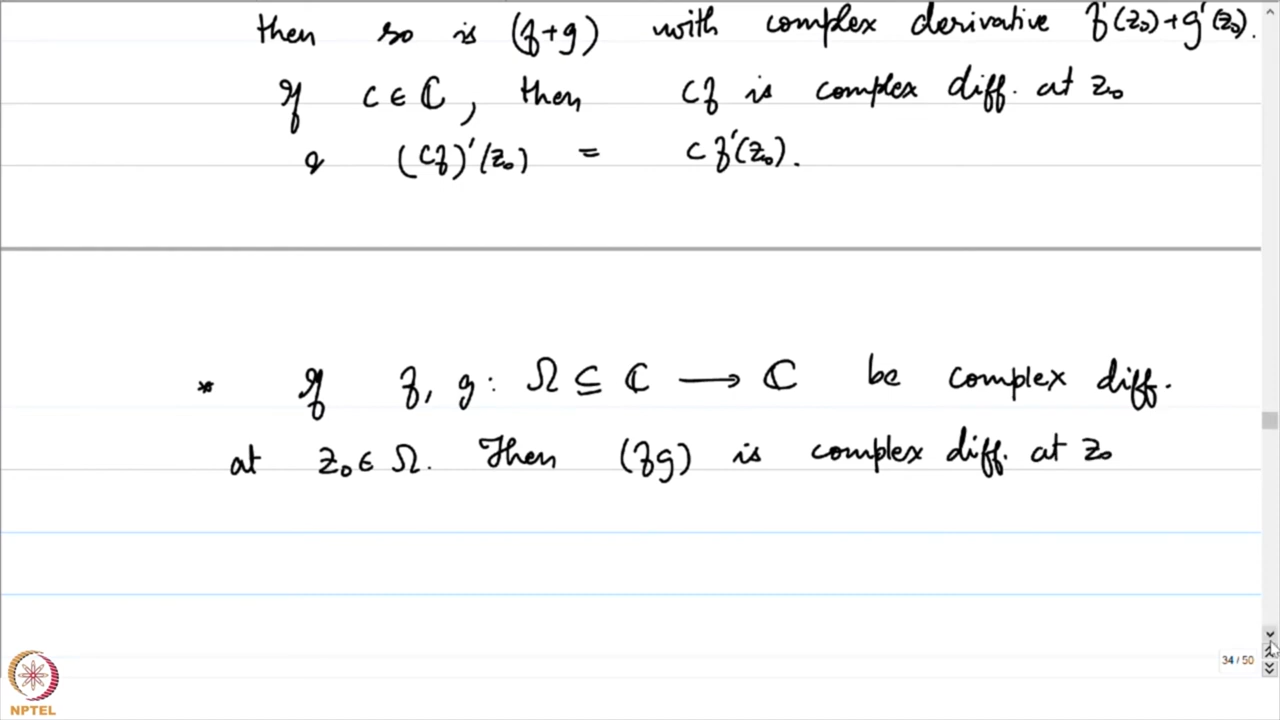 then so is (f+g) with complex derivative f'(z₀)+g'(z₀).
If c ∈ ℂ, then cf is complex diff. at z₀
& (cf)'(z₀) = cf'(z₀).
* If f, g: Ω ⊆ ℂ ⟶ ℂ be complex diff.
at z₀ ∈ Ω. Then (fg) is complex diff. at z₀
34 / 50
NPTEL